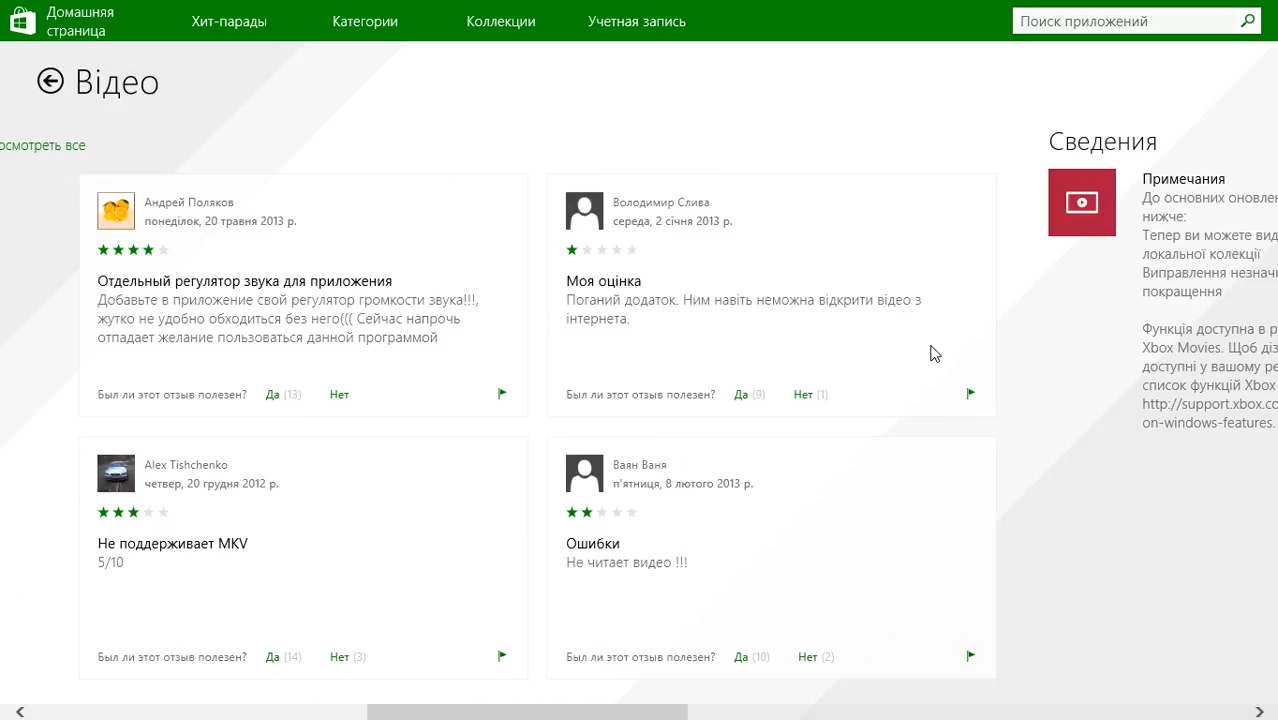 Домашняя
страница
Хит-парады
Категории
Коллекции
Учетная запись
Поиск приложений
Відео
осмотреть все
Андрей Поляков
понеділок, 20 травня 2013 р.
Отдельный регулятор звука для приложения
Добавьте в приложение свой регулятор громкости звука!!!,
жутко не удобно обходиться без него((( Сейчас напрочь
отпадает желание пользоваться данной программой
Был ли этот отзыв полезен? Да (13) Нет
Володимир Слива
середа, 2 січня 2013 р.
Моя оцінка
Поганий додаток. Ним навіть неможна відкрити відео з
інтернета.
Был ли этот отзыв полезен? Да (9) Нет (1)
Alex Tishchenko
четвер, 20 грудня 2012 р.
Не поддерживает MKV
5/10
Был ли этот отзыв полезен? Да (14) Нет (3)
Ваян Ваня
п'ятниця, 8 лютого 2013 р.
Ошибки
Не читает видео !!!
Был ли этот отзыв полезен? Да (10) Нет (2)
Сведения
Примечания
До основних оновлен
нижче:
Тепер ви можете вид
локальної колекції
Виправлення незначн
покращення
Функція доступна в р
Xbox Movies. Щоб діз
доступні у вашому ре
список функцій Xbox
http://support.xbox.co
on-windows-features.